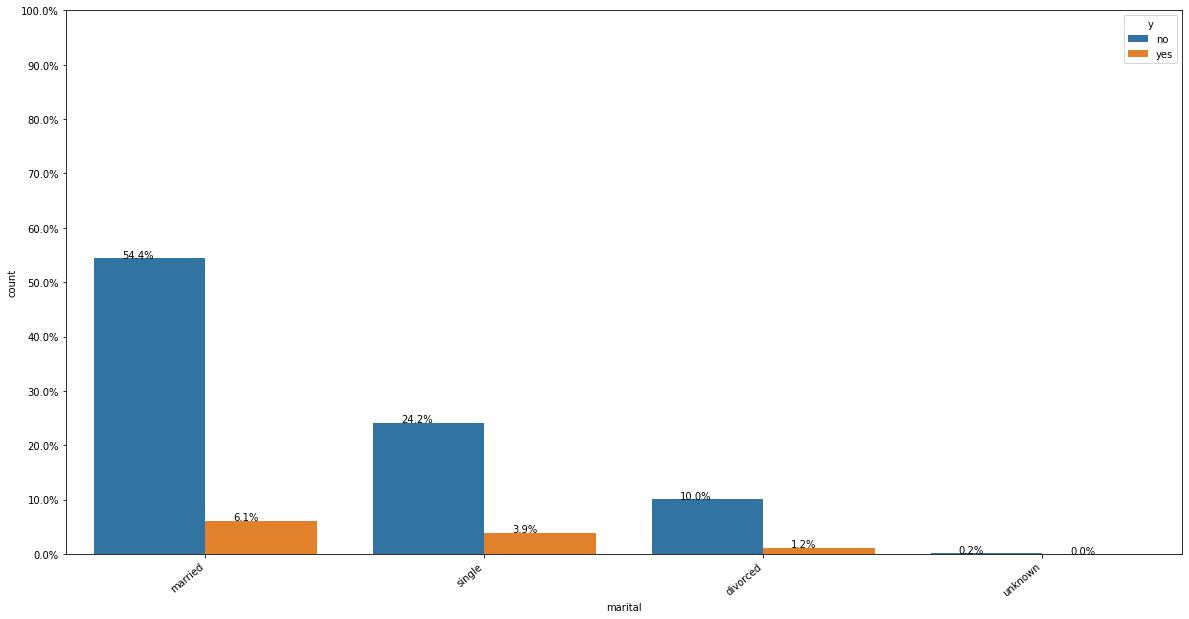 100.0%
90.0%
80.0%
70.0%
60.0%
50.0%
40.0%
30.0%
20.0%
10.0%
0.0%
count
54.4%
6.1%
24.2%
3.9%
10.0%
1.2%
0.2%
0.0%
married
single
divorced
unknown
marital
y
no
yes